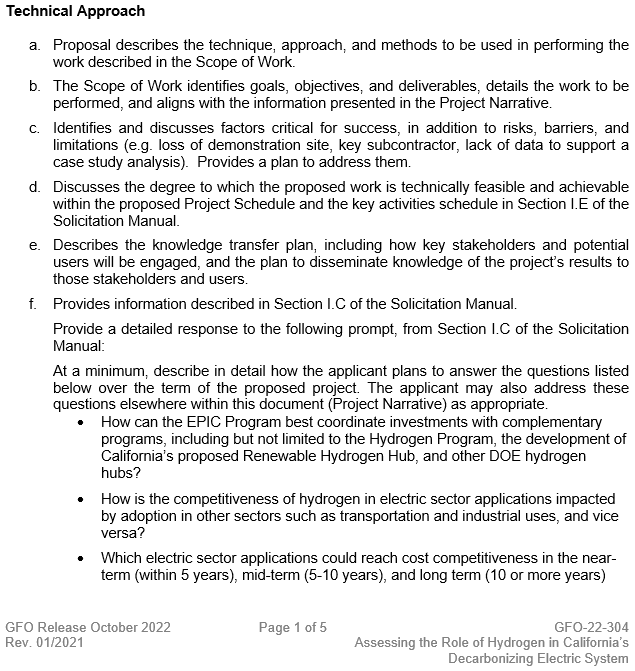 Technical Approach
a. Proposal describes the technique, approach, and methods to be used in performing the
work described in the Scope of Work.
b. The Scope of Work identifies goals, objectives, and deliverables, details the work to be
performed, and aligns with the information presented in the Project Narrative.
c. Identifies and discusses factors critical for success, in addition to risks, barriers, and
limitations (e.g. loss of demonstration site, key subcontractor, lack of data to support a
case study analysis). Provides a plan to address them.
d. Discusses the degree to which the proposed work is technically feasible and achievable
within the proposed Project Schedule and the key activities schedule in Section I.E of the
Solicitation Manual.
e. Describes the knowledge transfer plan, including how key stakeholders and potential
users will be engaged, and the plan to disseminate knowledge of the project's results to
those stakeholders and users.
f. Provides information described in Section I.C of the Solicitation Manual.
Provide a detailed response to the following prompt, from Section I.C of the Solicitation
Manual:
At a minimum, describe in detail how the applicant plans to answer the questions listed
below over the term of the proposed project. The applicant may also address these
questions elsewhere within this document (Project Narrative) as appropriate.
• How can the EPIC Program best coordinate investments with complementary
programs, including but not limited to the Hydrogen Program, the development of
California's proposed Renewable Hydrogen Hub, and other DOE hydrogen
hubs?
• How is the competitiveness of hydrogen in electric sector applications impacted
by adoption in other sectors such as transportation and industrial uses, and vice
versa?
• Which electric sector applications could reach cost competitiveness in the near-
term (within 5 years), mid-term (5-10 years), and long term (10 or more years)
GFO Release October 2022 Page 1 of 5 GFO-22-304
Rev. 01/2021 Assessing the Role of Hydrogen in California's
Decarbonizing Electric System